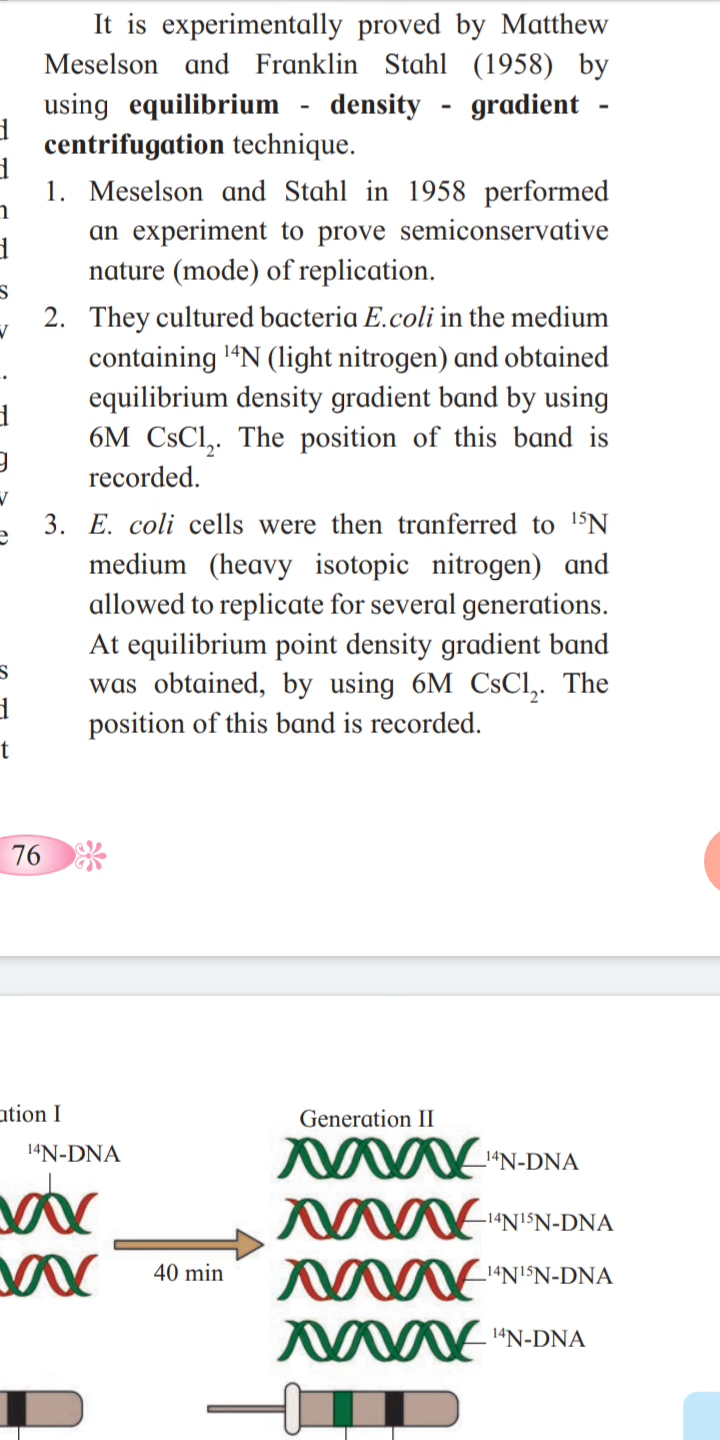 It is experimentally proved by Matthew
Meselson and Franklin Stahl (1958) by
using equilibrium - density - gradient -
centrifugation technique.
1. Meselson and Stahl in 1958 performed
an experiment to prove semiconservative
nature (mode) of replication.
2. They cultured bacteria E.coli in the medium
containing ¹⁴N (light nitrogen) and obtained
equilibrium density gradient band by using
6M CsCl₂. The position of this band is
recorded.
3. E. coli cells were then tranferred to ¹⁵N
medium (heavy isotopic nitrogen) and
allowed to replicate for several generations.
At equilibrium point density gradient band
was obtained, by using 6M CsCl₂. The
position of this band is recorded.
76
ation I
Generation II
¹⁴N-DNA
¹⁴N-DNA
¹⁴N¹⁵N-DNA
40 min
¹⁴N¹⁵N-DNA
¹⁴N-DNA